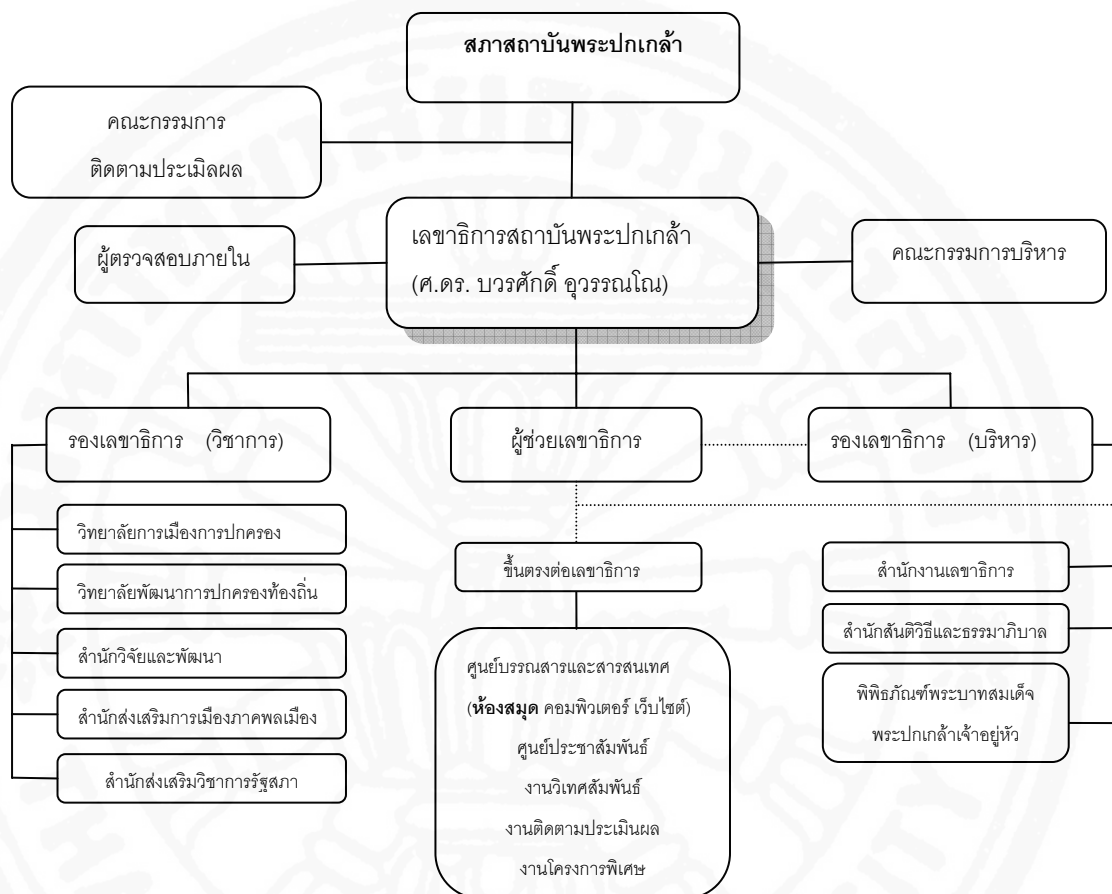 สภาสถาบันพระปกเกล้า
คณะกรรมการ
ติดตามประเมิลผล
เลขาธิการสถาบันพระปกเกล้า
(ศ.ดร. บวรศักดิ์ อุวรรณโณ)
ผู้ตรวจสอบภายใน
คณะกรรมการบริหาร
รองเลขาธิการ (วิชาการ)
ผู้ช่วยเลขาธิการ
รองเลขาธิการ (บริหาร)
วิทยาลัยการเมืองการปกครอง
วิทยาลัยพัฒนาการปกครองท้องถิ่น
สำนักวิจัยและพัฒนา
สำนักส่งเสริมการเมืองภาคพลเมือง
สำนักส่งเสริมวิชาการรัฐสภา
ขึ้นตรงต่อเลขาธิการ
ศูนย์บรรณสารและสารสนเทศ
(ห้องสมุด คอมพิวเตอร์ เว็บไซต์)
ศูนย์ประชาสัมพันธ์
งานวิเทศสัมพันธ์
งานติดตามประเมินผล
งานโครงการพิเศษ
สำนักงานเลขาธิการ
สำนักสันติวิธีและธรรมาภิบาล
พิพิธภัณฑ์พระบาทสมเด็จ
พระปกเกล้าเจ้าอยู่หัว